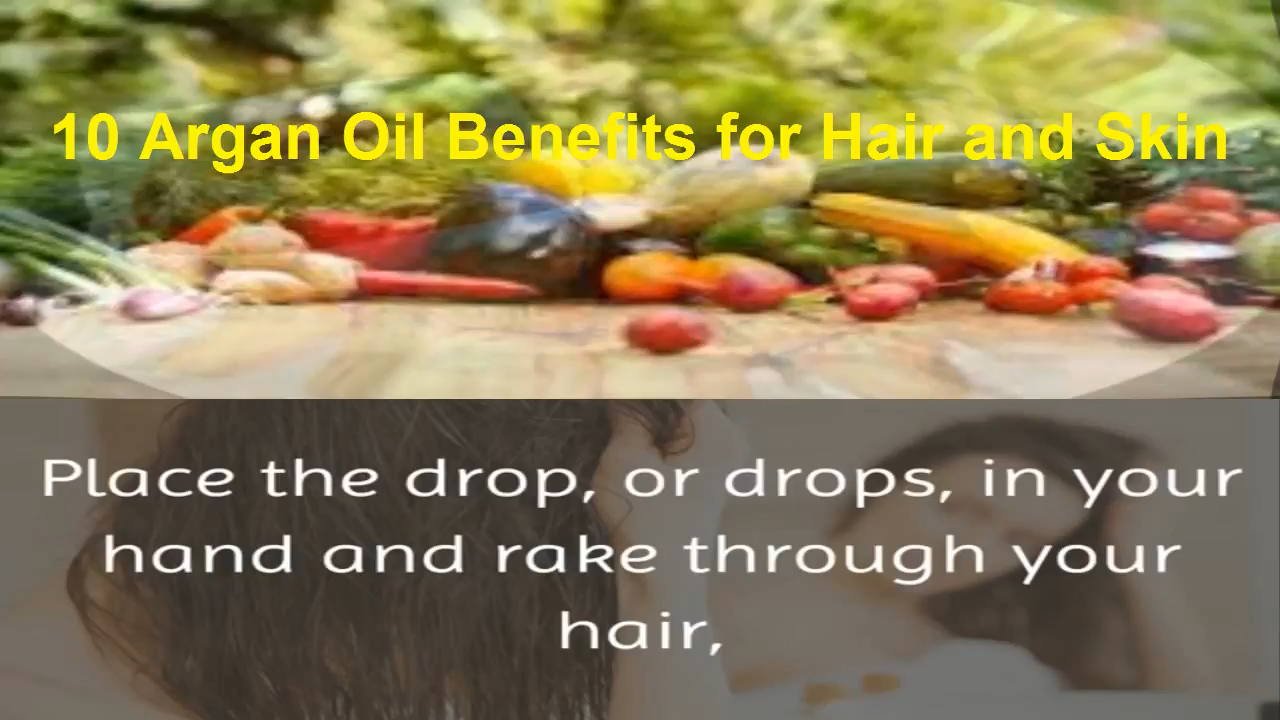 10 Argan Oil Benefits for Hair and Skin
Place the drop, or drops, in your
hand and rake through your
hair,